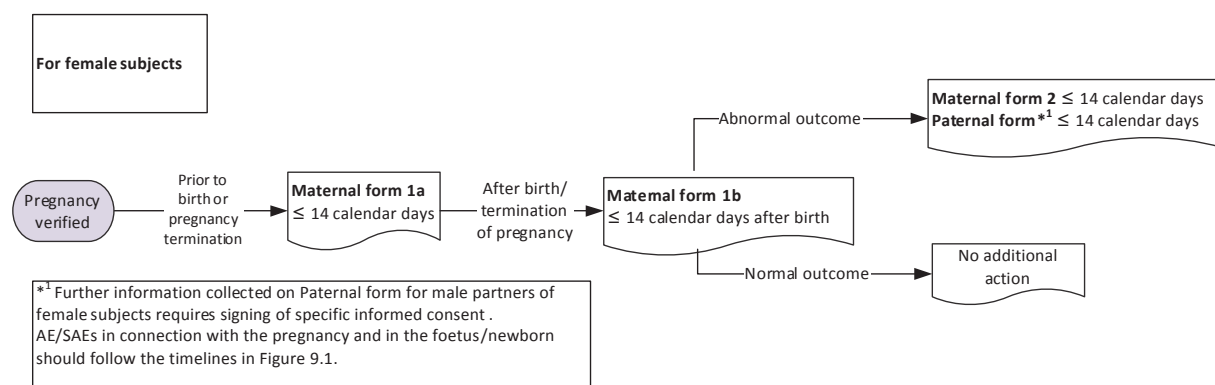 For female subjects
Maternal form 2 ≤ 14 calendar days
Paternal form*¹ ≤ 14 calendar days
Abnormal outcome
Pregnancy
verified
Prior to
birth or
pregnancy
termination
Maternal form 1a
≤ 14 calendar days
After birth/
termination
of pregnancy
Maternal form 1b
≤ 14 calendar days after birth
Normal outcome
No additional
action
*¹ Further information collected on Paternal form for male partners of
female subjects requires signing of specific informed consent .
AE/SAEs in connection with the pregnancy and in the foetus/newborn
should follow the timelines in Figure 9.1.